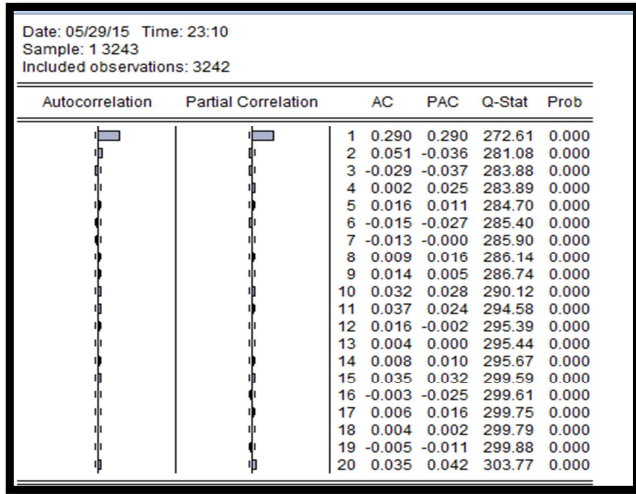 Date: 05/29/15 Time: 23:10
Sample: 1 3243
Included observations: 3242
Autocorrelation Partial Correlation AC PAC Q-Stat Prob
1 0.290 0.290 272.61 0.000
2 0.051 -0.036 281.08 0.000
3 -0.029 -0.037 283.88 0.000
4 0.002 0.025 283.89 0.000
5 0.016 0.011 284.70 0.000
6 -0.015 -0.027 285.40 0.000
7 -0.013 -0.000 285.90 0.000
8 0.009 0.016 286.14 0.000
9 0.014 0.005 286.74 0.000
10 0.032 0.028 290.12 0.000
11 0.037 0.024 294.58 0.000
12 0.016 -0.002 295.39 0.000
13 0.004 0.000 295.44 0.000
14 0.008 0.010 295.67 0.000
15 0.035 0.032 299.59 0.000
16 -0.003 -0.025 299.61 0.000
17 0.006 0.016 299.75 0.000
18 0.004 0.002 299.79 0.000
19 -0.005 -0.011 299.88 0.000
20 0.035 0.042 303.77 0.000